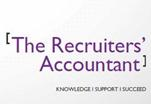 [The Recruiters'
Accountant]
KNOWLEDGE I SUPPORT I SUCCEED